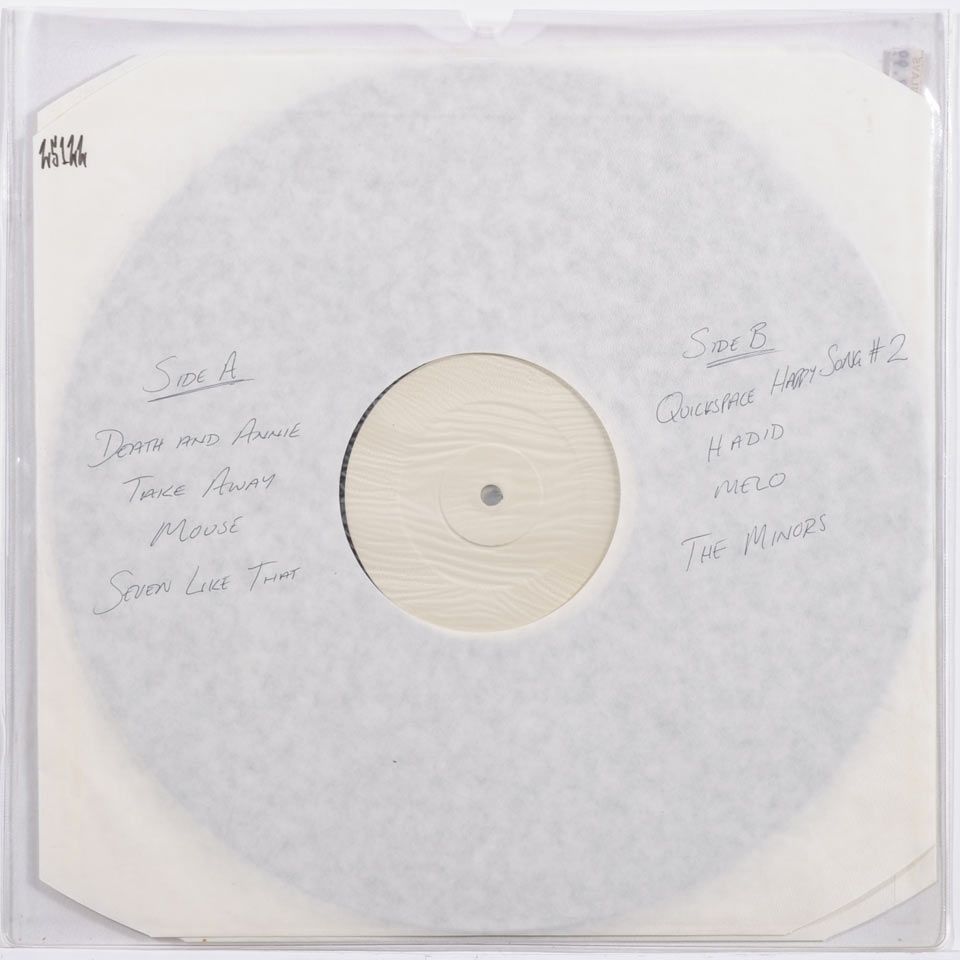 SIDE A
DEATH AND ANNIE
TAKE AWAY
MOUSE
SEVEN LIKE THAT
SIDE B
QUICKSPACE HAPPY SONG #2
HADID
MELO
THE MINORS